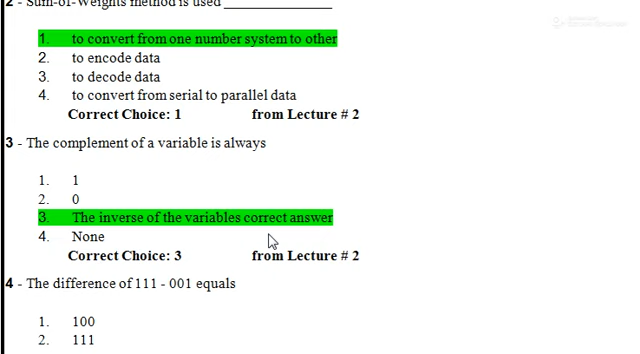 2 - Sum-of-Weights method is used _______________
1. to convert from one number system to other
2. to encode data
3. to decode data
4. to convert from serial to parallel data
Correct Choice: 1 from Lecture # 2
3 - The complement of a variable is always
1. 1
2. 0
3. The inverse of the variables correct answer
4. None
Correct Choice: 3 from Lecture # 2
4 - The difference of 111 - 001 equals
1. 100
2. 111